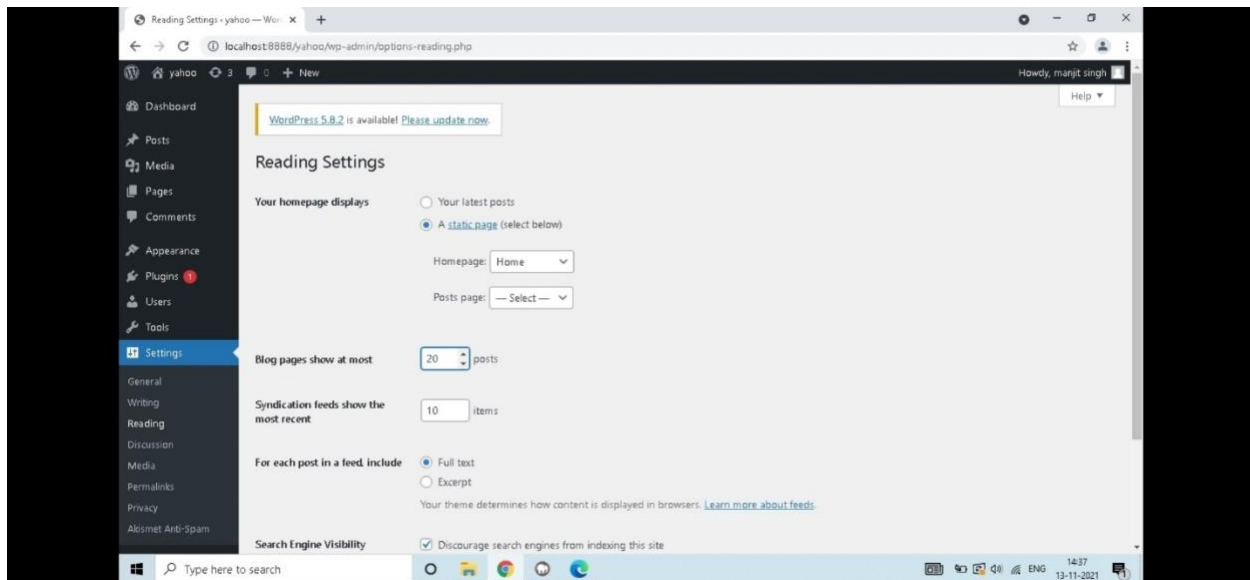 Reading Settings ‹ yahoo — Wor
localhost:8888/yahoo/wp-admin/options-reading.php
yahoo 3 0 + New Howdy, manjit singh
Help ▼
Dashboard
Posts
Media
Pages
Comments
Appearance
Plugins 1
Users
Tools
Settings
General
Writing
Reading
Discussion
Media
Permalinks
Privacy
Akismet Anti-Spam
WordPress 5.8.2 is available! Please update now.
Reading Settings
Your homepage displays
Your latest posts
A static page (select below)
Homepage: Home
Posts page: — Select —
Blog pages show at most 20 posts
Syndication feeds show the
most recent
10 items
For each post in a feed, include
Full text
Excerpt
Your theme determines how content is displayed in browsers. Learn more about feeds.
Search Engine Visibility
Discourage search engines from indexing this site
Type here to search
ENG
14:37
13-11-2021
1